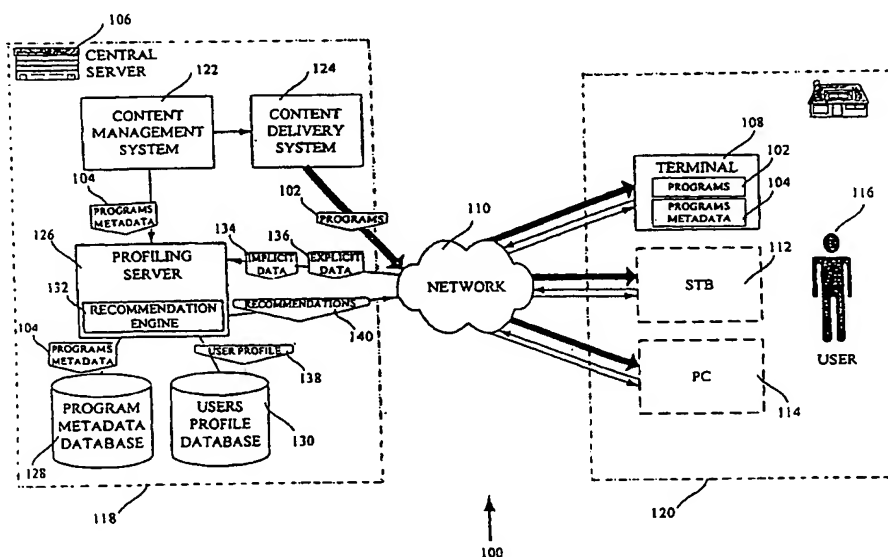 106
CENTRAL
SERVER
122
124
CONTENT
MANAGEMENT
SYSTEM
CONTENT
DELIVERY
SYSTEM
104
PROGRAMS
METADATA
102
PROGRAMS
126
134
136
IMPLICIT
DATA
EXPLICIT
DATA
PROFILING
SERVER
132
RECOMMENDATION
ENGINE
RECOMMENDATIONS
140
104
PROGRAMS
METADATA
USER PROFILE
138
PROGRAM
METADATA
DATABASE
128
USERS
PROFILE
DATABASE
130
118
110
NETWORK
100
108
TERMINAL
102
PROGRAMS
104
PROGRAMS
METADATA
116
112
STB
USER
PC
114
120